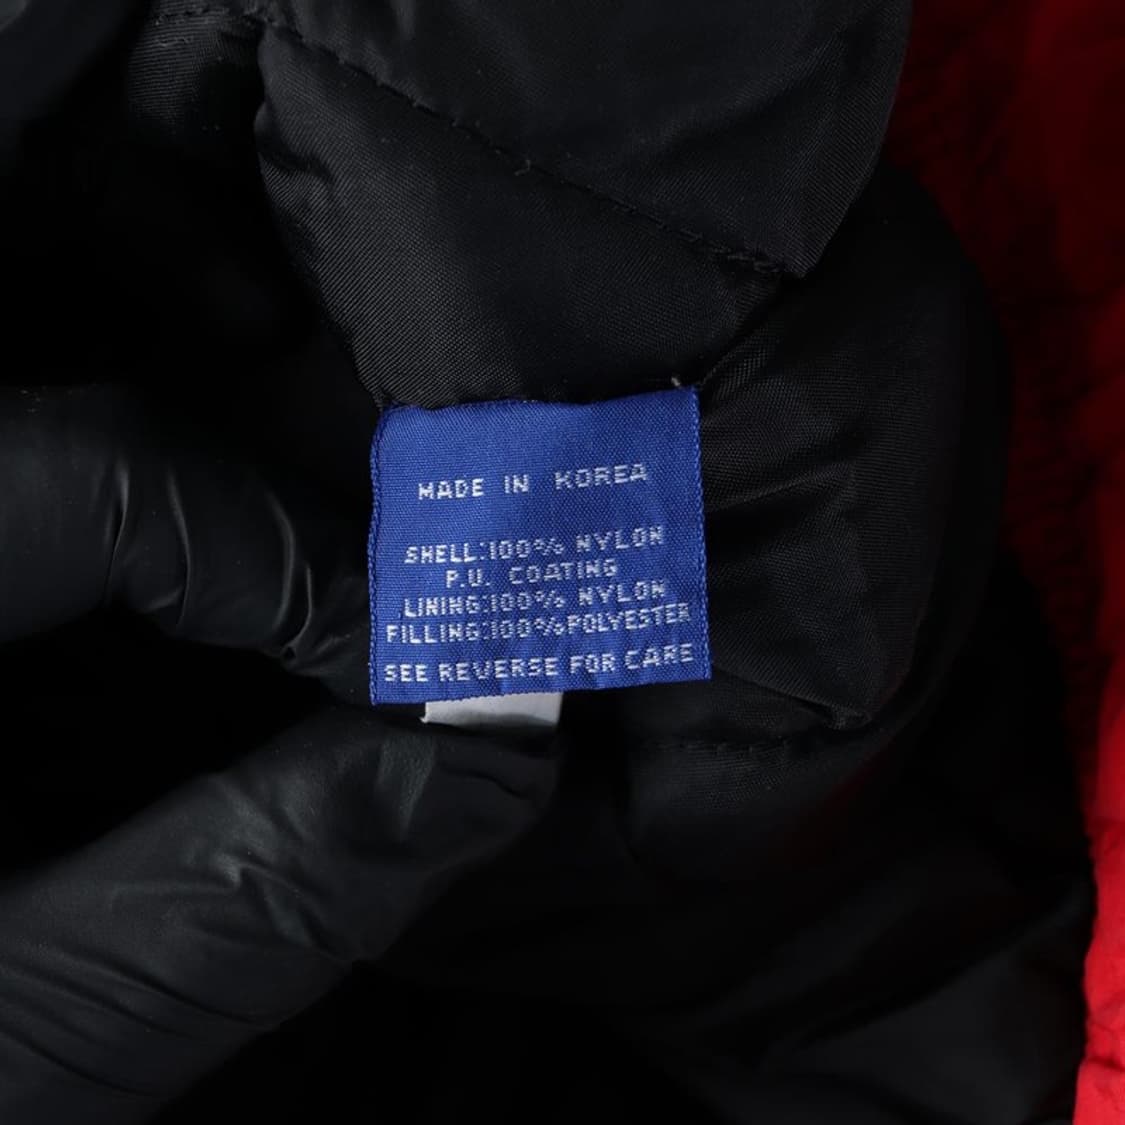 MADE IN KOREA
SHELL:100% NYLON
P.U. COATING
LINING:100% NYLON
FILLING:100%POLYESTER
SEE REVERSE FOR CARE